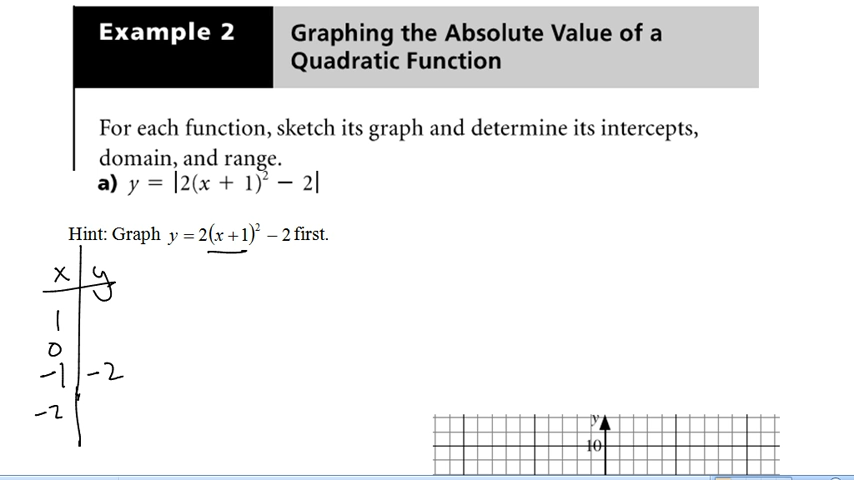 Example 2
Graphing the Absolute Value of a
Quadratic Function
For each function, sketch its graph and determine its intercepts,
domain, and range.
a) y = |2(x + 1)² − 2|
Hint: Graph y = 2(x+1)² − 2 first.
x y
1
0
-1 -2
-2
y
10